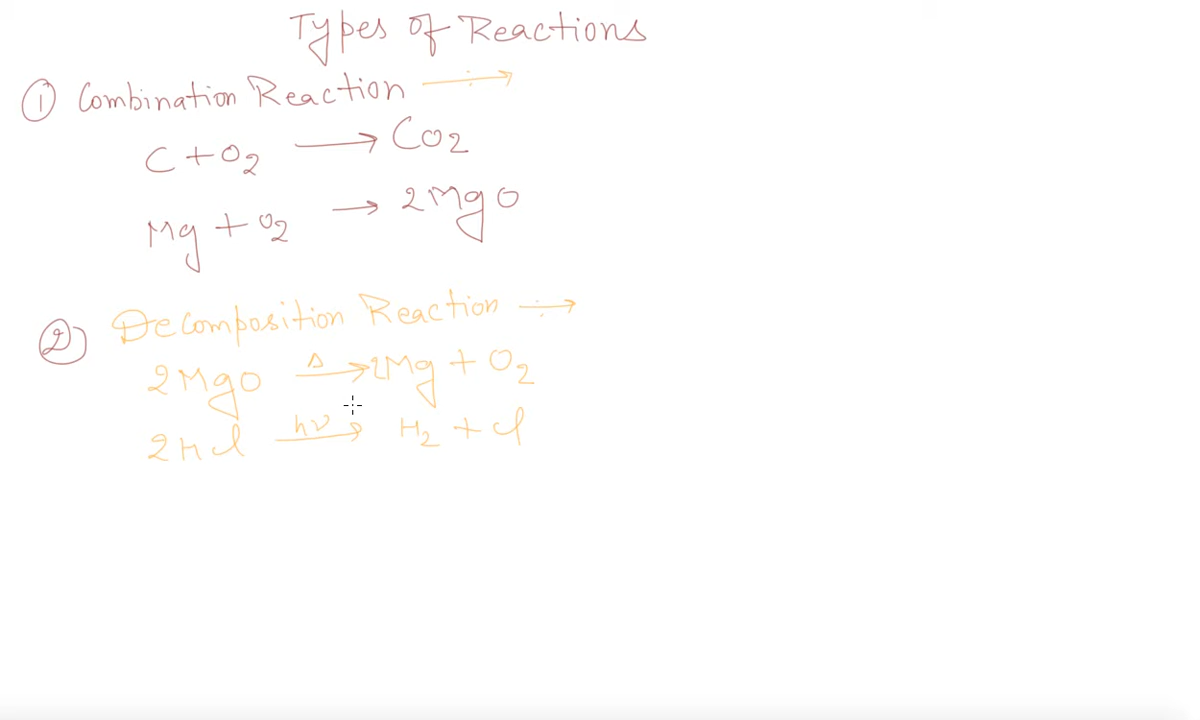 Types of Reactions
① Combination Reaction ÷→
C + O2 → CO2
Mg + O2 → 2MgO
② Decomposition Reaction ÷→
2MgO Δ→ 2Mg + O2
2HCl hν→ H2 + Cl